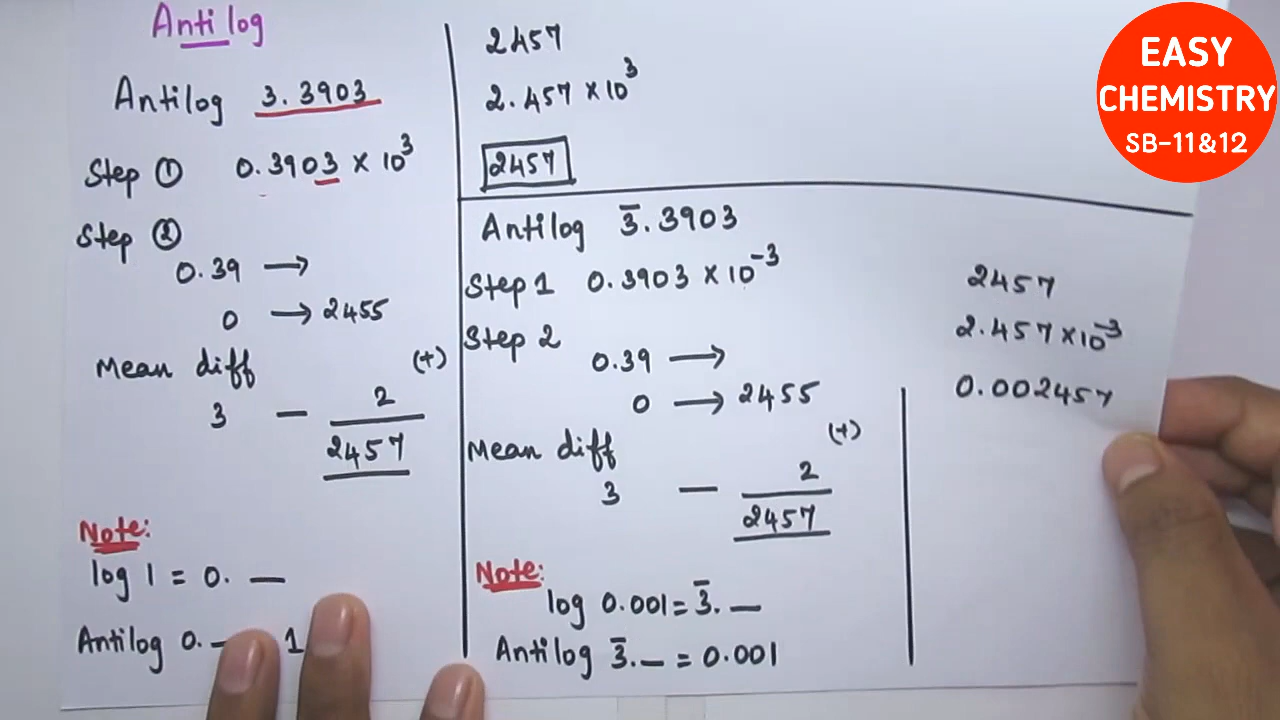 Antilog
Antilog 3.3903
Step ① 0.3903 × 10³
Step ②
0.39 →
0 → 2455
Mean diff (+)
3 — 2
2457
Note:
log 1 = 0. —
Antilog 0. — 1
2457
2.457 × 10³
2457
Antilog 3̅.3903
Step 1 0.3903 × 10⁻³
Step 2
0.39 →
0 → 2455
Mean diff (+)
3 — 2
2457
Note:
log 0.001 = 3̅. —
Antilog 3̅. — = 0.001
2457
2.457 × 10⁻³
0.002457
EASY
CHEMISTRY
SB-11&12